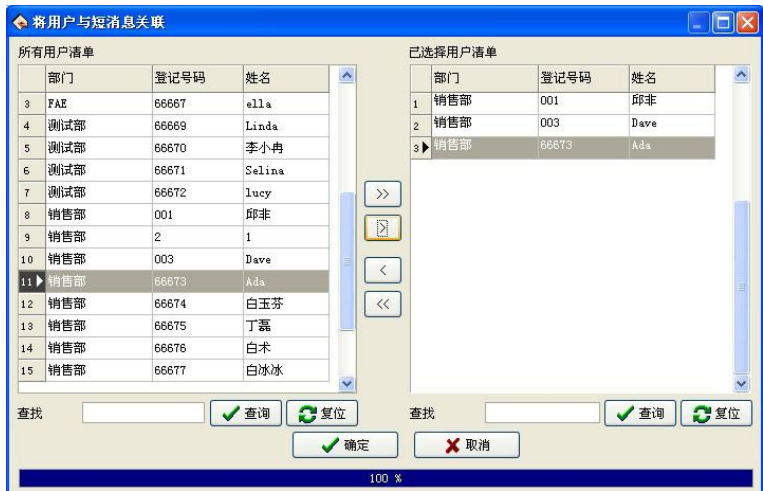 将用户与短消息关联
所有用户清单
部门 登记号码 姓名
3 FAE 66667 ella
4 测试部 66669 Linda
5 测试部 66670 李小冉
6 测试部 66671 Selina
7 测试部 66672 lucy
8 销售部 001 邱非
9 销售部 2 1
10 销售部 003 Dave
11 销售部 66673 Ada
12 销售部 66674 白玉芬
13 销售部 66675 丁磊
14 销售部 66676 白术
15 销售部 66677 白冰冰
查找 查询 复位
>>
>
<
<<
已选择用户清单
部门 登记号码 姓名
1 销售部 001 邱非
2 销售部 003 Dave
3 销售部 66673 Ada
查找 查询 复位
确定 取消
100 %